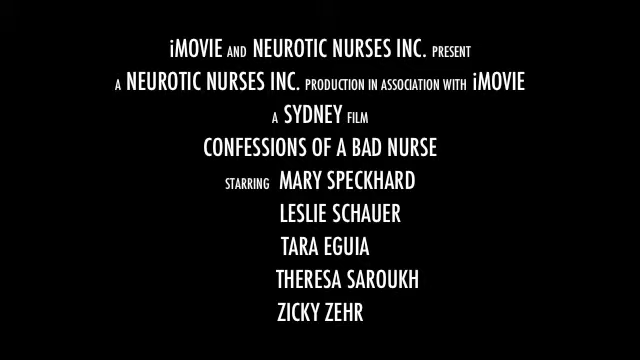 iMOVIE AND NEUROTIC NURSES INC. PRESENT
A NEUROTIC NURSES INC. PRODUCTION IN ASSOCIATION WITH iMOVIE
A SYDNEY FILM
CONFESSIONS OF A BAD NURSE
STARRING MARY SPECKHARD
LESLIE SCHAUER
TARA EGUIA
THERESA SAROUKH
ZICKY ZEHR